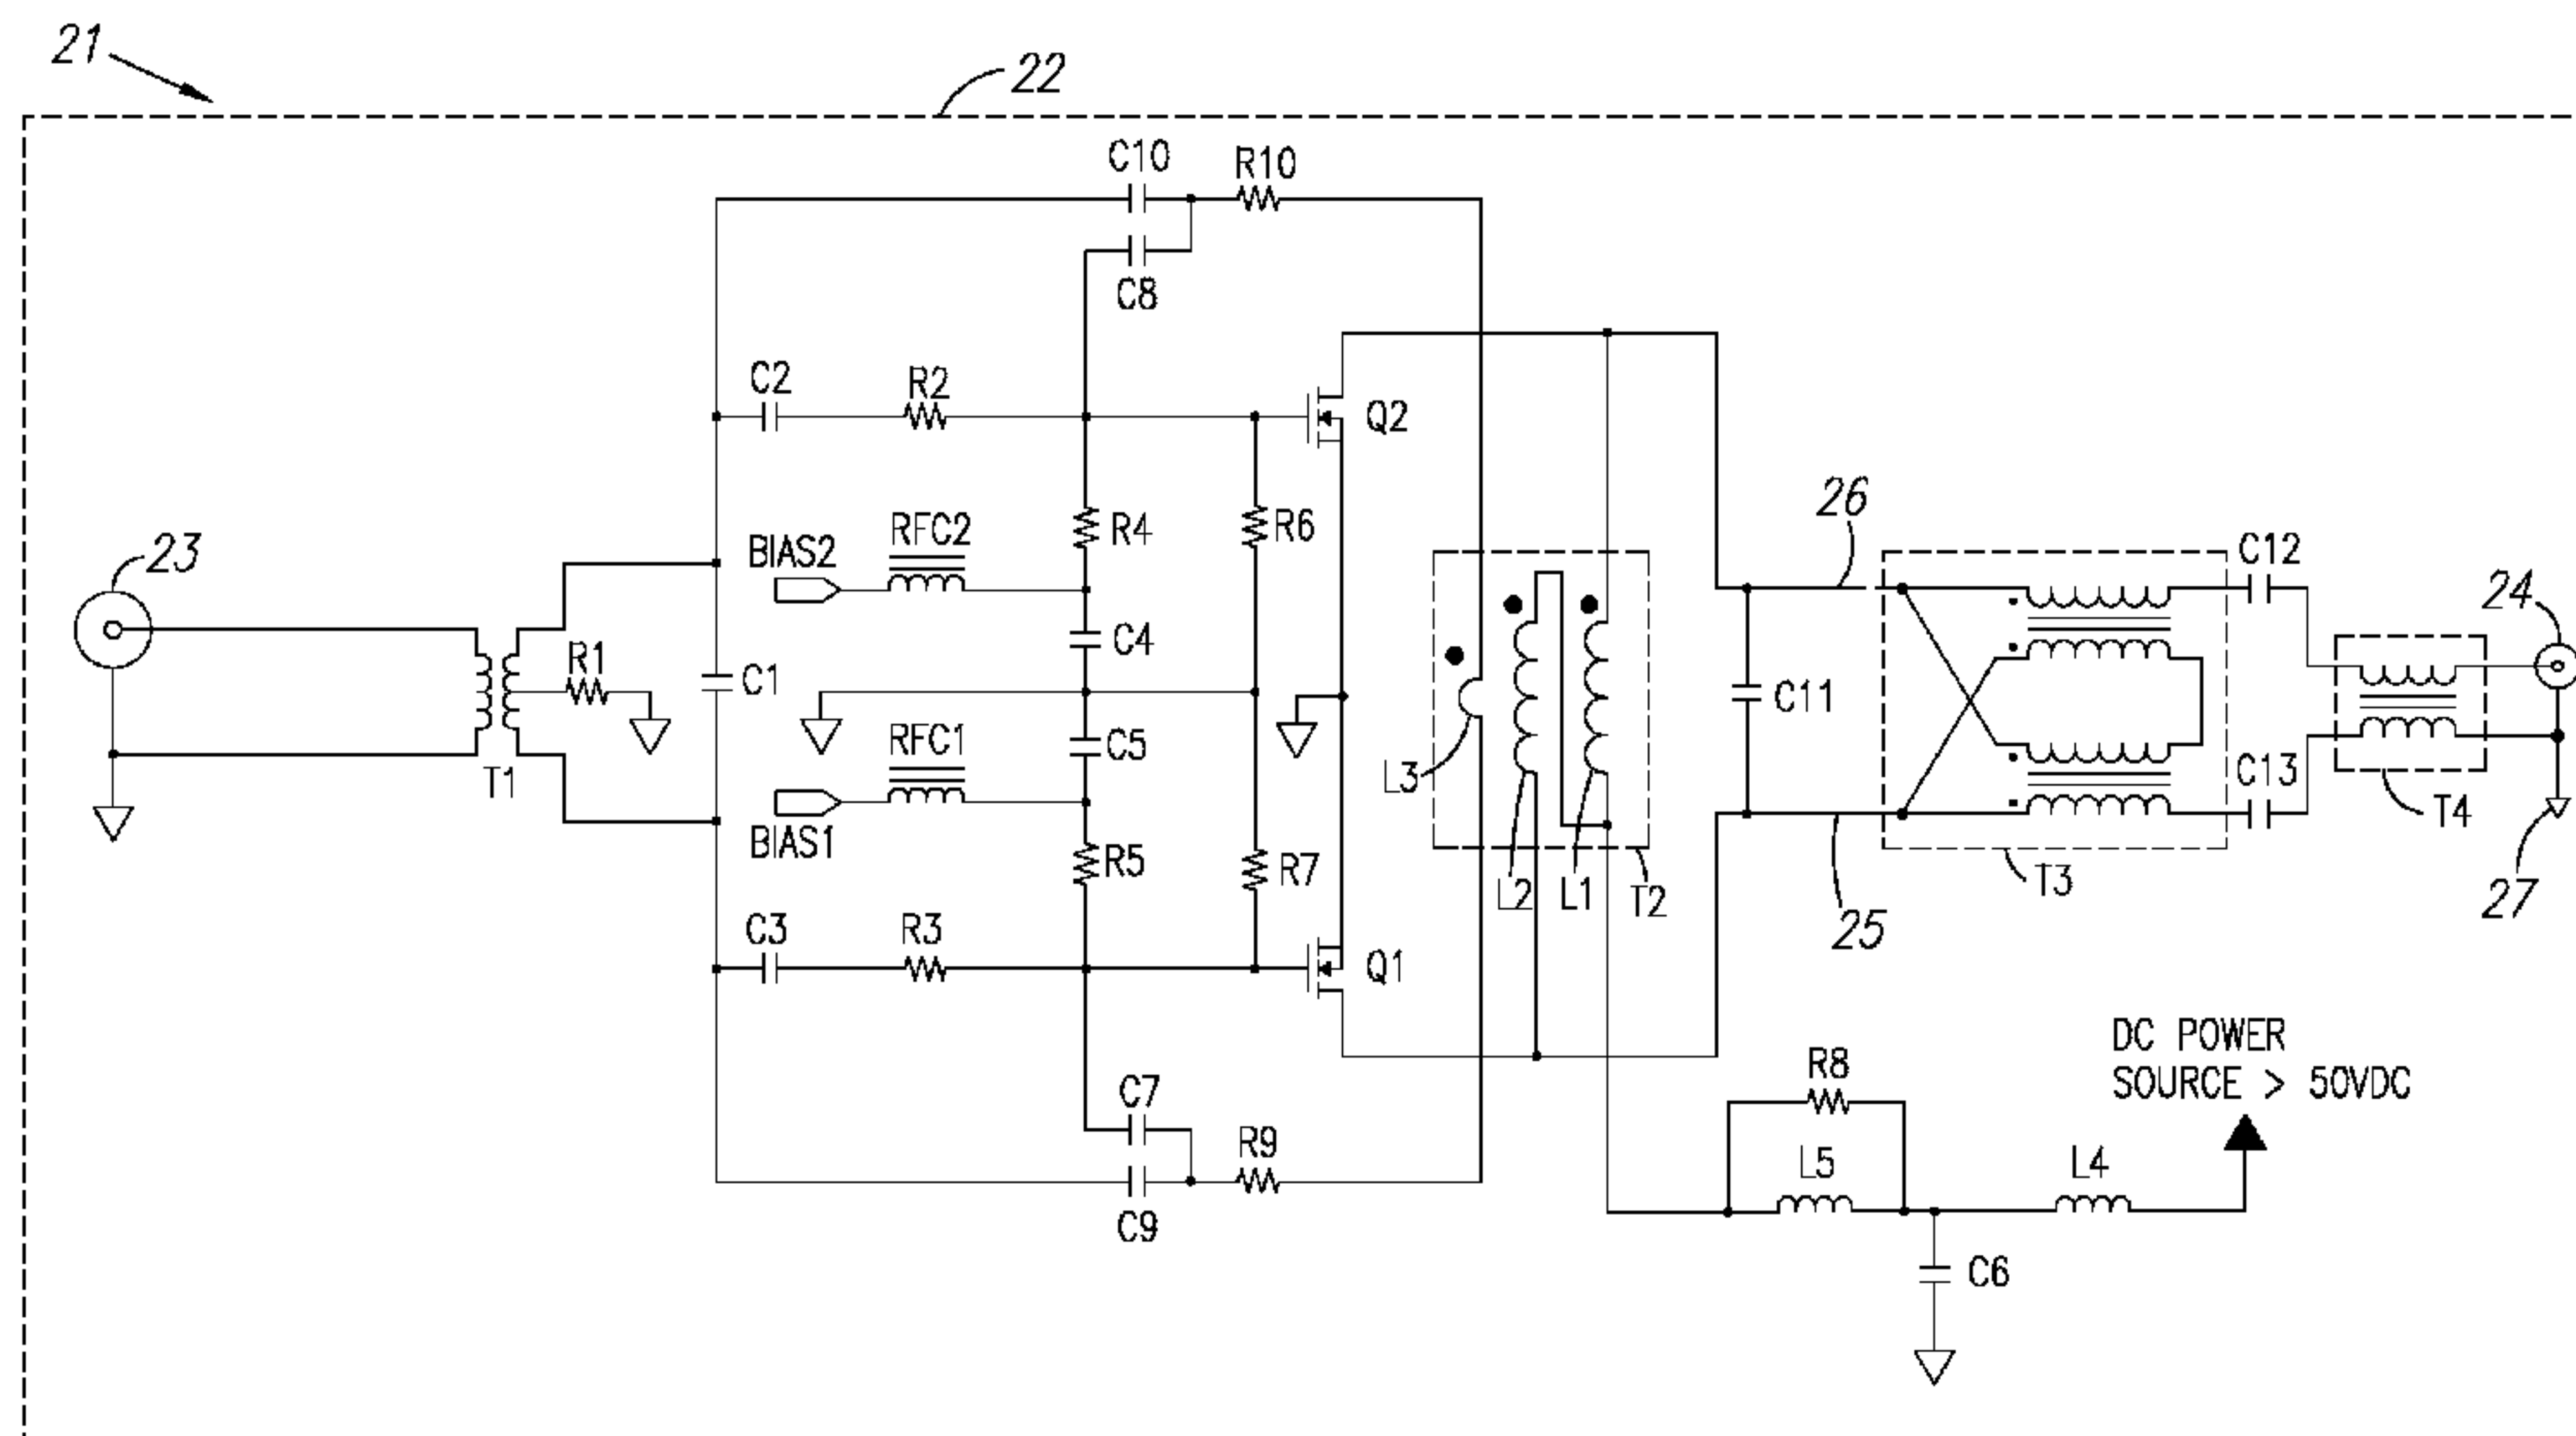 21
22
C10
R10
C8
C2
R2
Q2
26
BIAS2
RFC2
R4
R6
C12
23
24
C4
R1
C1
C11
RFC1
C5
T1
L3
C13
BIAS1
R5
R7
L2
L1
T2
T3
T4
27
25
C3
R3
Q1
DC POWER
SOURCE > 50VDC
C7
R8
R9
L5
L4
C9
C6